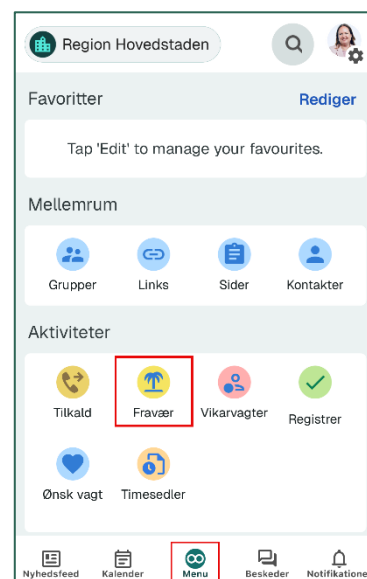 Region Hovedstaden
Favoritter Rediger
Tap 'Edit' to manage your favourites.
Mellemrum
Grupper Links Sider Kontakter
Aktiviteter
Tilkald Fravær Vikarvagter Registrer
Ønsk vagt Timesedler
Nyhedsfeed Kalender Menu Beskeder Notifikatione